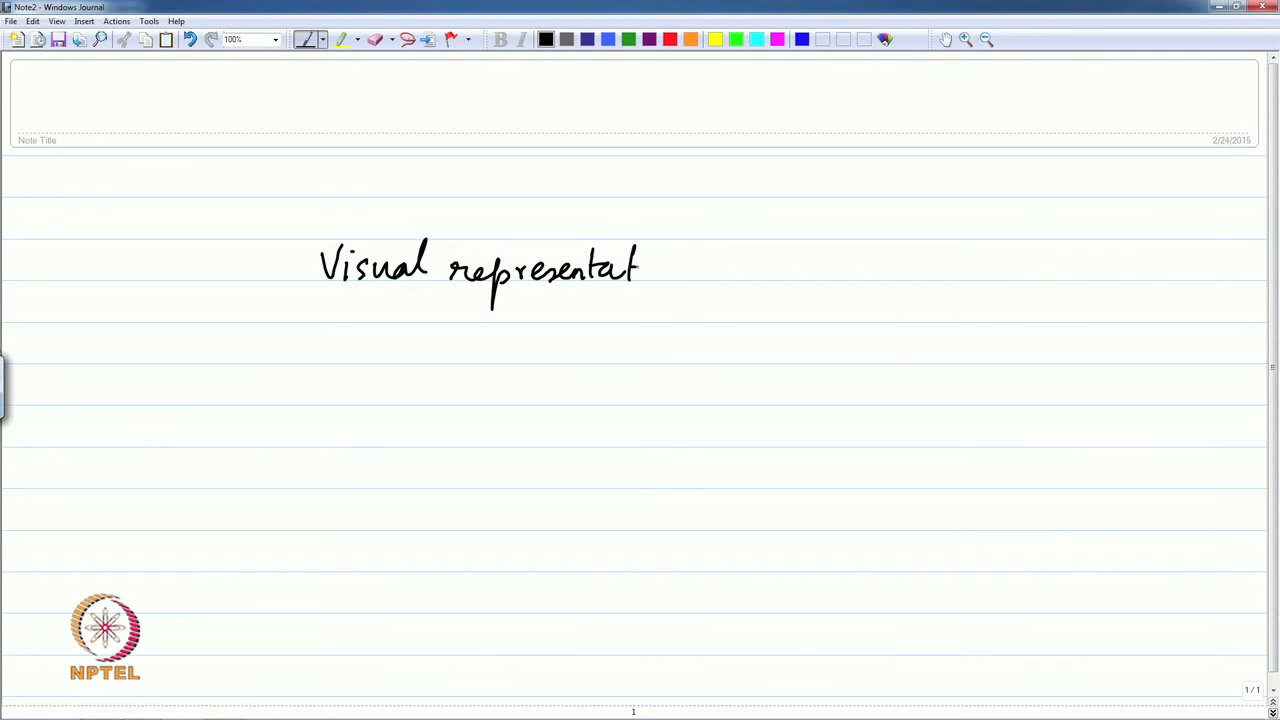 Note2 - Windows Journal
File Edit View Insert Actions Tools Help
100%
B I
Note Title
2/24/2015
Visual representat
NPTEL
1 / 1
1